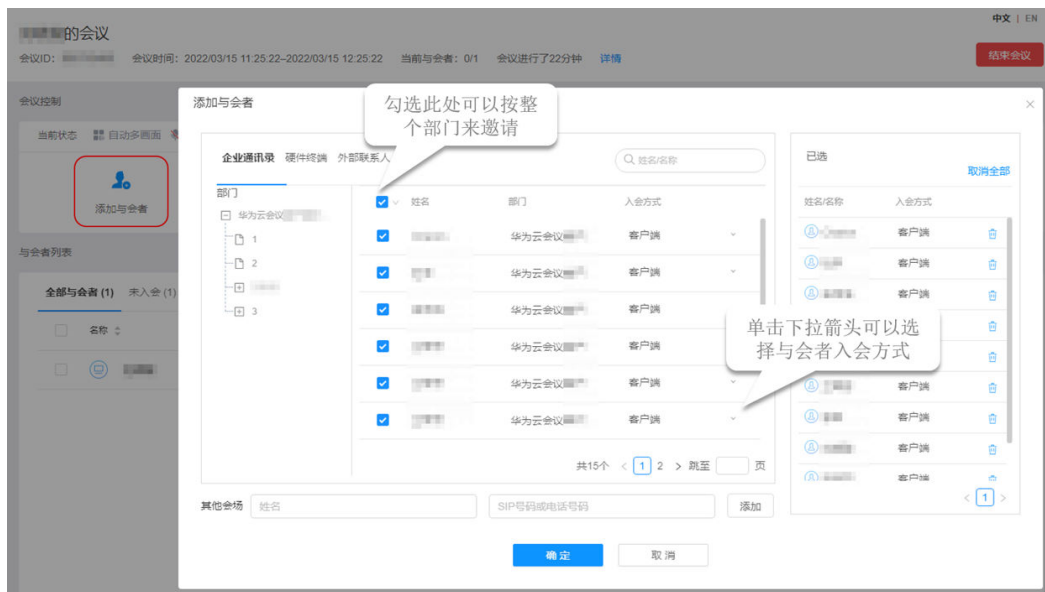 中文 | EN
的会议
会议ID: 会议时间：2022/03/15 11:25:22–2022/03/15 12:25:22 当前与会者：0/1 会议进行了22分钟 详情
结束会议
会议控制
当前状态 自动多画面
添加与会者
与会者列表
全部与会者 (1) 未入会 (1)
名称
添加与会者
勾选此处可以按整
个部门来邀请
企业通讯录 硬件终端 外部联系人
姓名/名称
部门
华为云会议
1
2
3
姓名 部门 入会方式
华为云会议 客户端
华为云会议 客户端
华为云会议 客户端
华为云会议 客户端
华为云会议 客户端
华为云会议 客户端
单击下拉箭头可以选
择与会者入会方式
共15个 < 1 2 > 跳至 页
已选
取消全部
姓名/名称 入会方式
客户端
客户端
客户端
客户端
客户端
客户端
客户端
< 1 >
其他会场 姓名 SIP号码或电话号码 添加
确定 取消